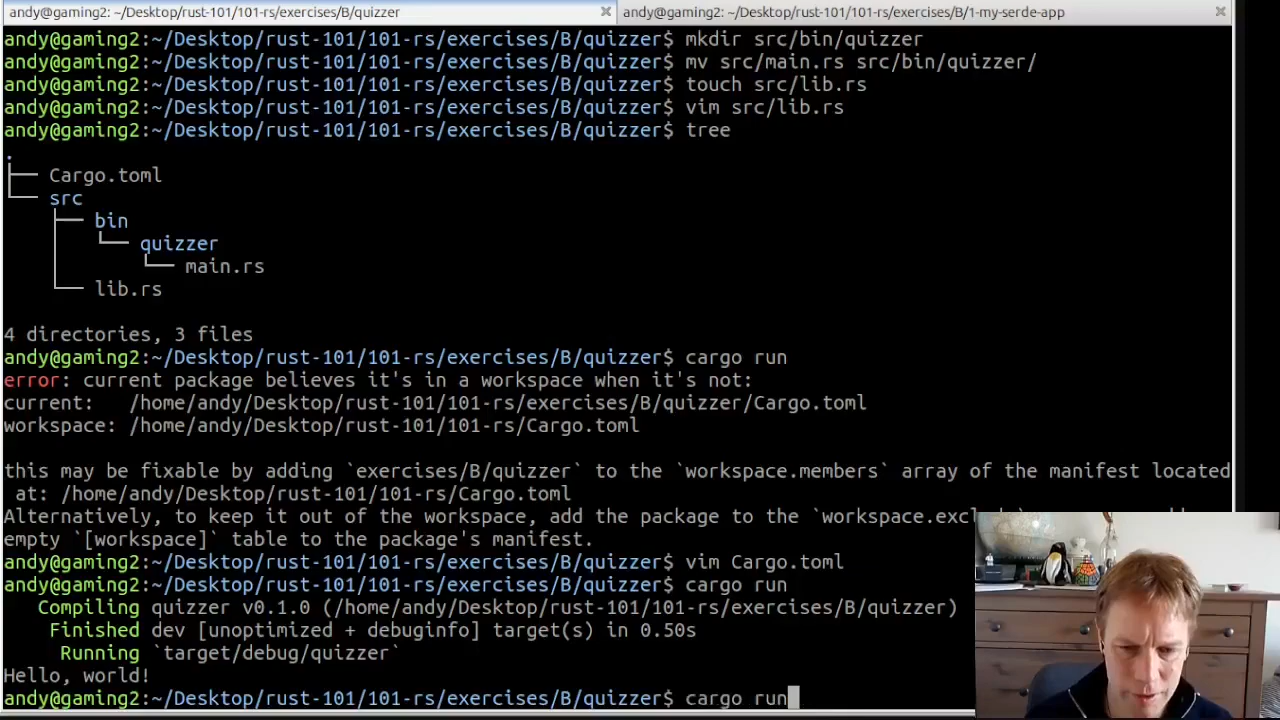 andy@gaming2: ~/Desktop/rust-101/101-rs/exercises/B/quizzer
andy@gaming2: ~/Desktop/rust-101/101-rs/exercises/B/1-my-serde-app
andy@gaming2:~/Desktop/rust-101/101-rs/exercises/B/quizzer$ mkdir src/bin/quizzer
andy@gaming2:~/Desktop/rust-101/101-rs/exercises/B/quizzer$ mv src/main.rs src/bin/quizzer/
andy@gaming2:~/Desktop/rust-101/101-rs/exercises/B/quizzer$ touch src/lib.rs
andy@gaming2:~/Desktop/rust-101/101-rs/exercises/B/quizzer$ vim src/lib.rs
andy@gaming2:~/Desktop/rust-101/101-rs/exercises/B/quizzer$ tree
.
├── Cargo.toml
└── src
    ├── bin
    │   └── quizzer
    │       └── main.rs
    └── lib.rs
4 directories, 3 files
andy@gaming2:~/Desktop/rust-101/101-rs/exercises/B/quizzer$ cargo run
error: current package believes it's in a workspace when it's not:
current:   /home/andy/Desktop/rust-101/101-rs/exercises/B/quizzer/Cargo.toml
workspace: /home/andy/Desktop/rust-101/101-rs/Cargo.toml
this may be fixable by adding `exercises/B/quizzer` to the `workspace.members` array of the manifest located
 at: /home/andy/Desktop/rust-101/101-rs/Cargo.toml
Alternatively, to keep it out of the workspace, add the package to the
empty `[workspace]` table to the package's manifest.
andy@gaming2:~/Desktop/rust-101/101-rs/exercises/B/quizzer$ vim Cargo.toml
andy@gaming2:~/Desktop/rust-101/101-rs/exercises/B/quizzer$ cargo run
   Compiling quizzer v0.1.0 (/home/andy/Desktop/rust-101/101-rs/exercises/B/quizzer)
    Finished dev [unoptimized + debuginfo] target(s) in 0.50s
     Running `target/debug/quizzer`
Hello, world!
andy@gaming2:~/Desktop/rust-101/101-rs/exercises/B/quizzer$ cargo run